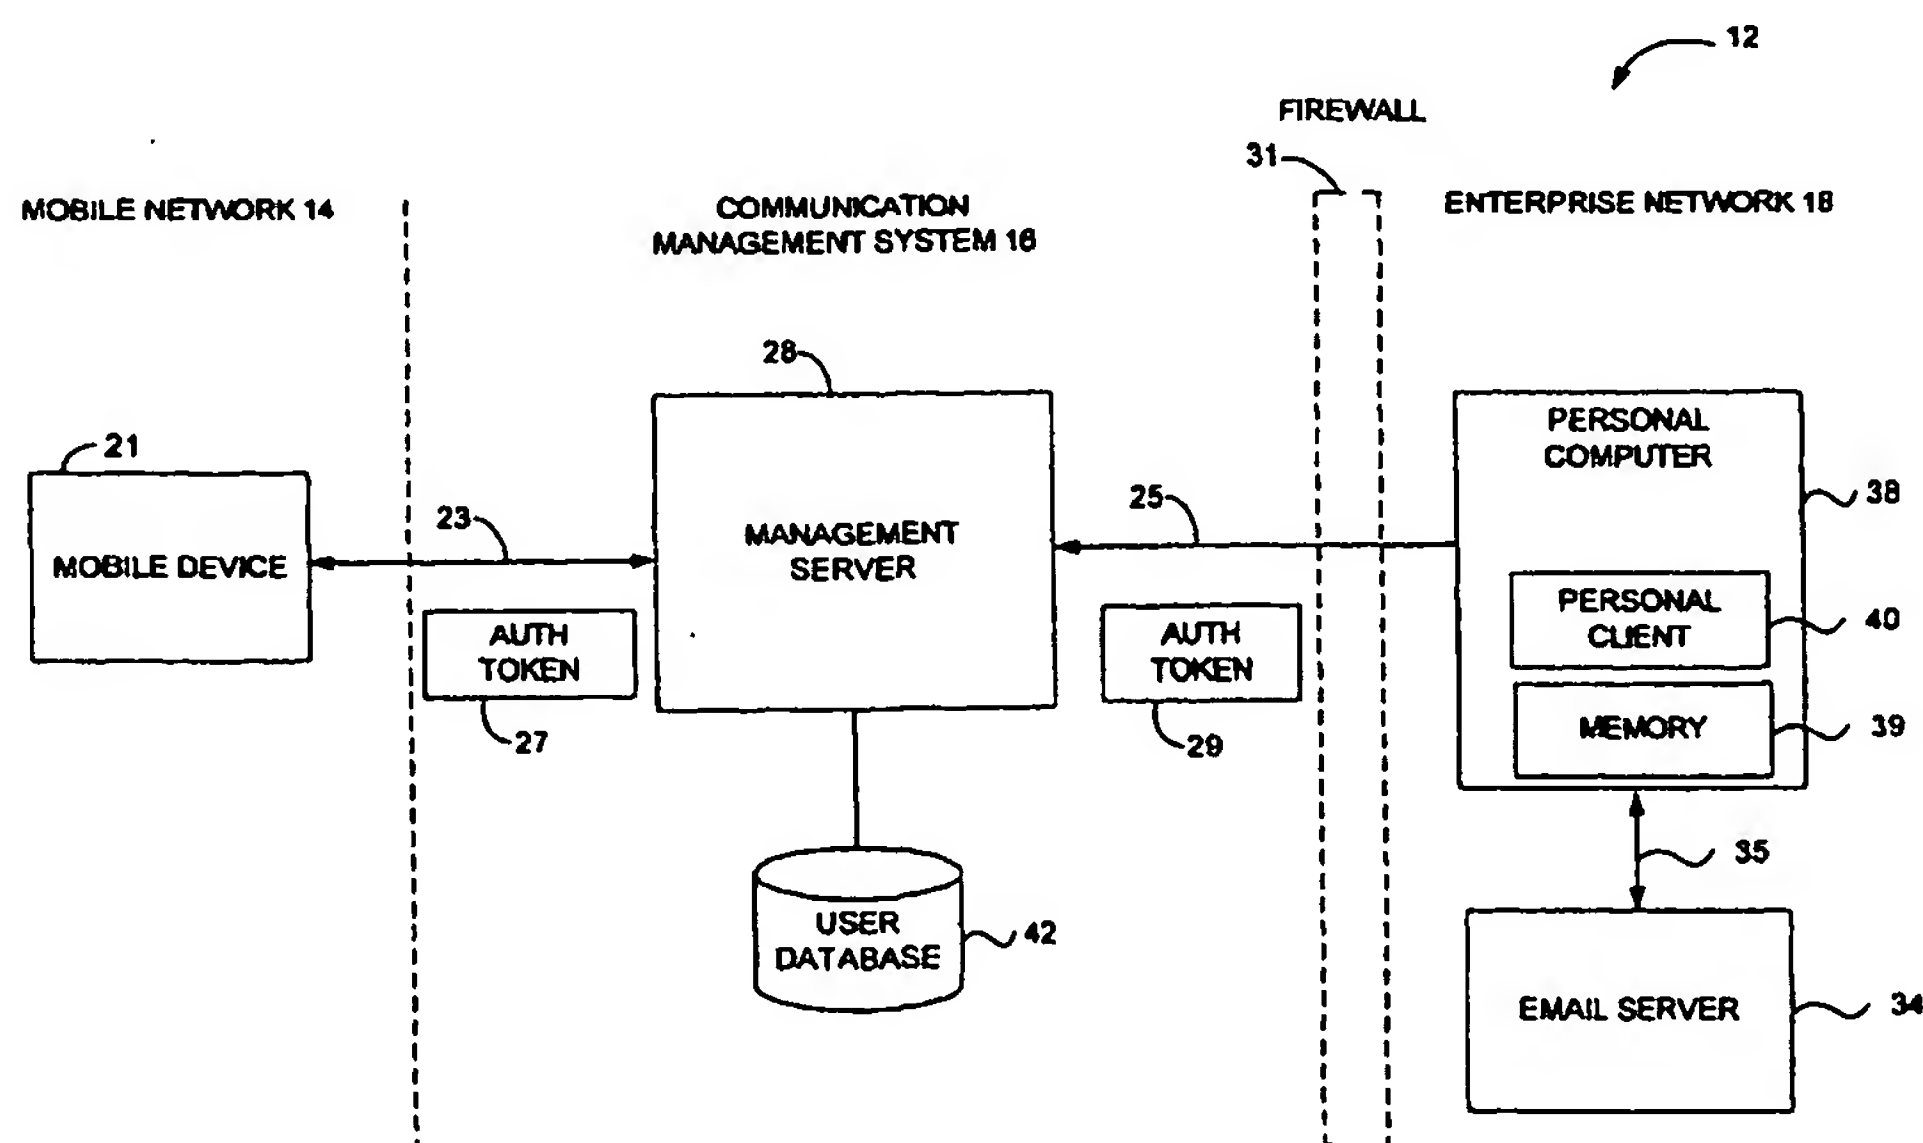 12
FIREWALL
31
MOBILE NETWORK 14
COMMUNICATION
MANAGEMENT SYSTEM 16
ENTERPRISE NETWORK 18
28
21
MOBILE DEVICE
23
MANAGEMENT
SERVER
25
PERSONAL
COMPUTER
38
AUTH
TOKEN
27
AUTH
TOKEN
29
PERSONAL
CLIENT
40
MEMORY
39
35
USER
DATABASE
42
EMAIL SERVER
34